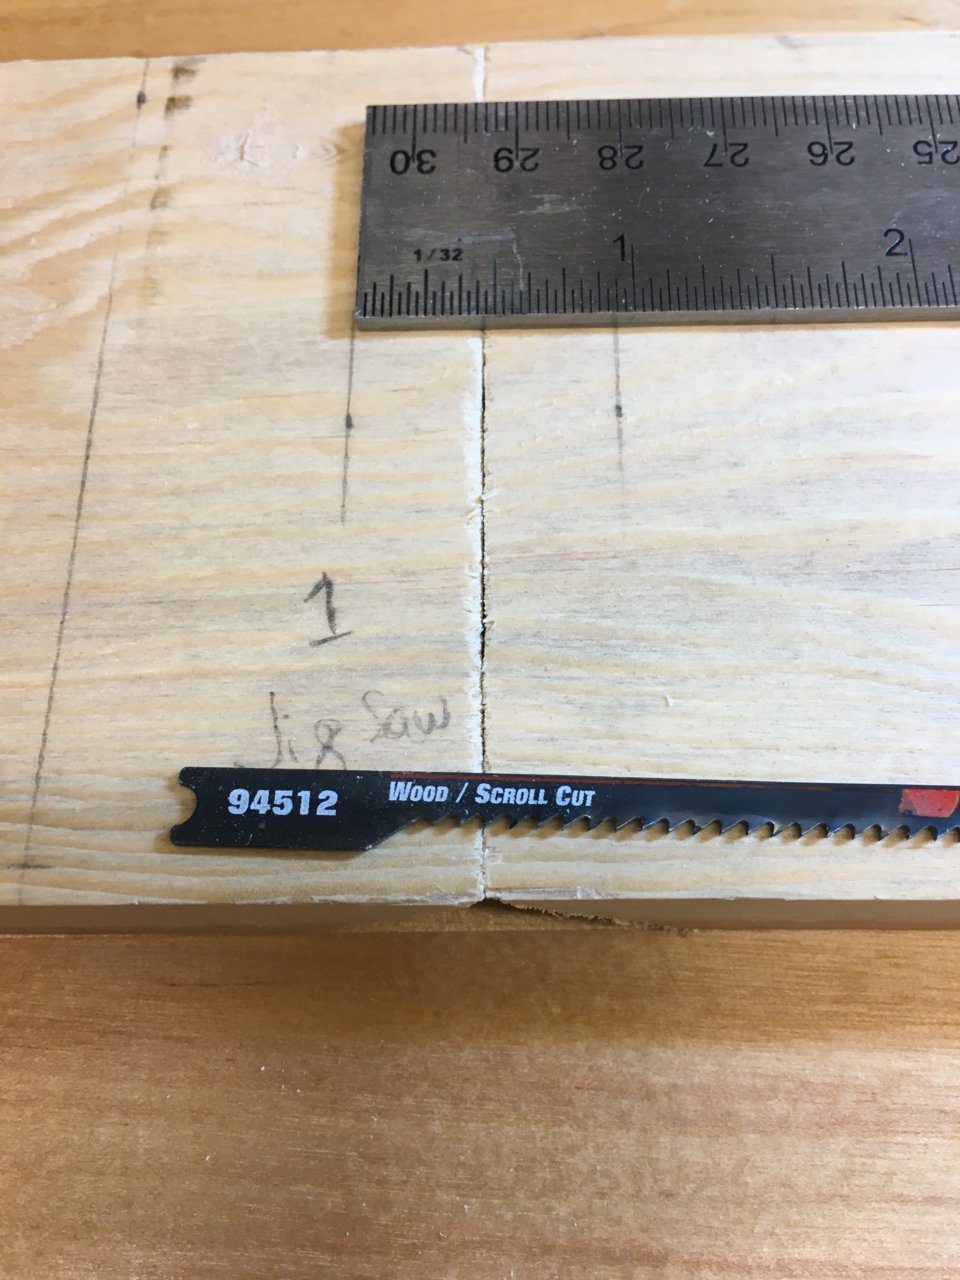 30 29 28 27 26 25
1/32 1 2
1
Jig Saw
94512 WOOD / SCROLL CUT